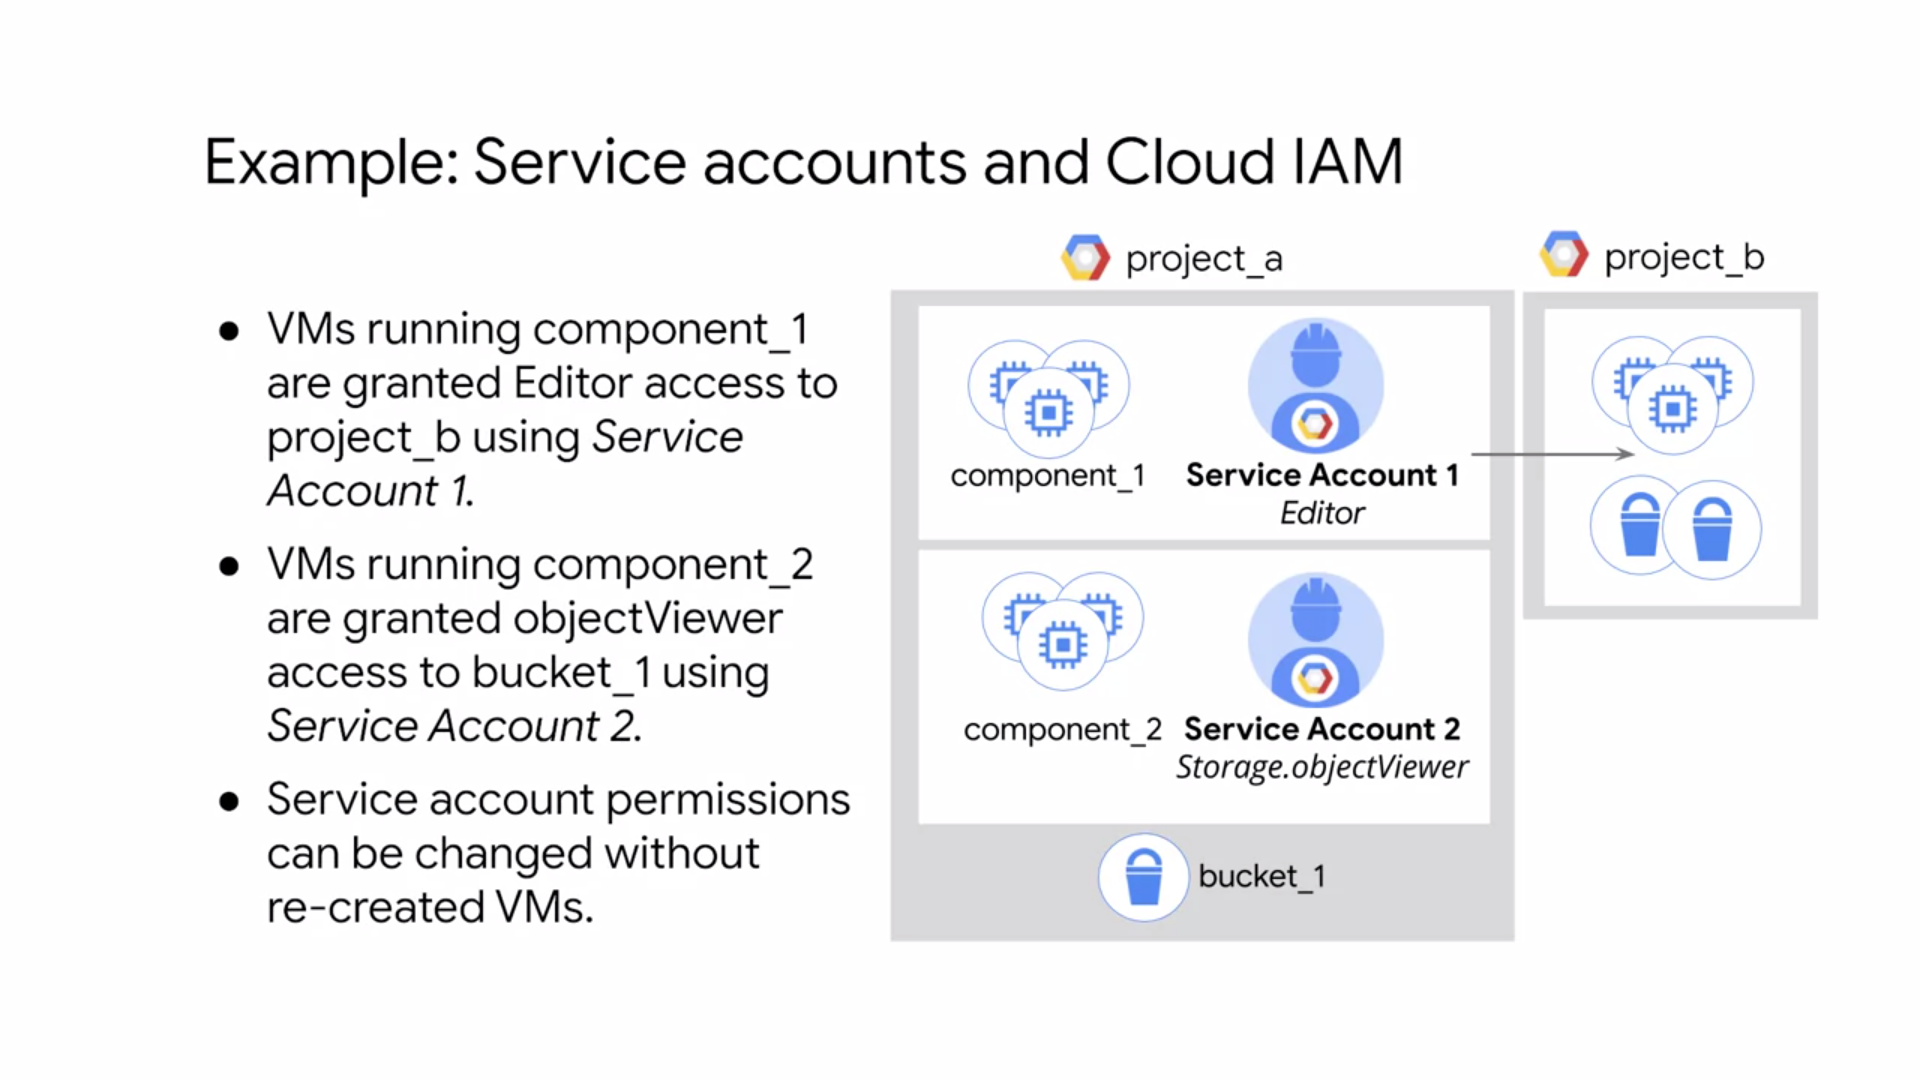 Example: Service accounts and Cloud IAM
● VMs running component_1
are granted Editor access to
project_b using Service
Account 1.
● VMs running component_2
are granted objectViewer
access to bucket_1 using
Service Account 2.
● Service account permissions
can be changed without
re-created VMs.
project_a
component_1
Service Account 1
Editor
component_2
Service Account 2
Storage.objectViewer
bucket_1
project_b